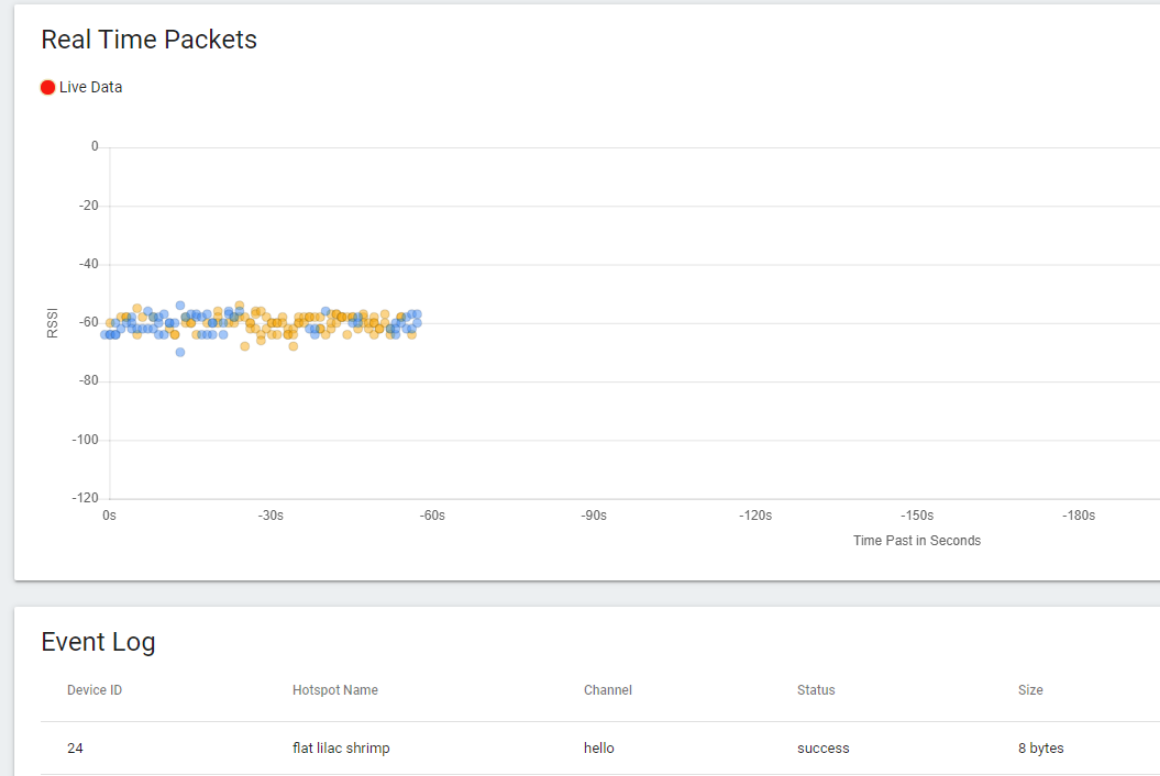 Real Time Packets
Live Data
0
-20
-40
RSSI
-60
-80
-100
-120
0s -30s -60s -90s -120s -150s -180s
Time Past in Seconds
Event Log
Device ID Hotspot Name Channel Status Size
24 flat lilac shrimp hello success 8 bytes